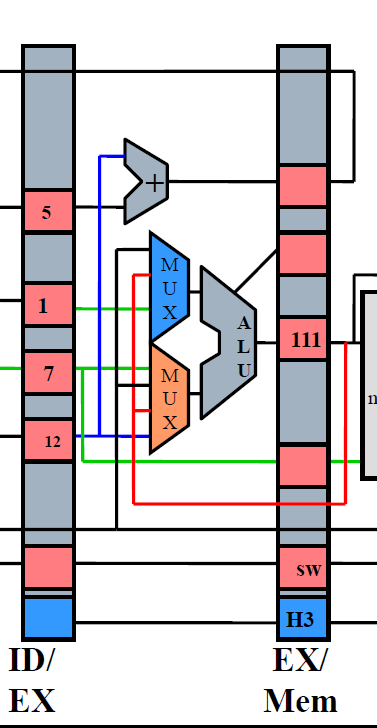 5
+
M
U
X
1
A
L
U
111
7
M
U
X
12
n
sw
H3
ID/
EX
EX/
Mem